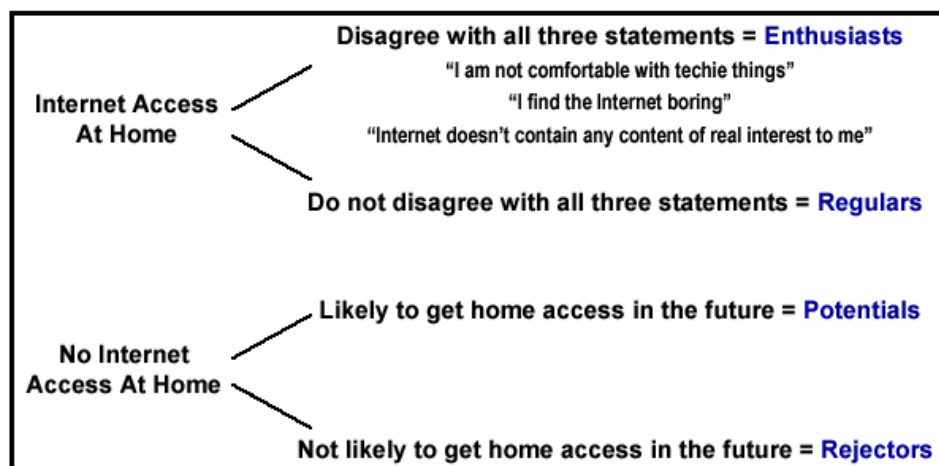 Disagree with all three statements = Enthusiasts
“I am not comfortable with techie things”
“I find the Internet boring”
“Internet doesn’t contain any content of real interest to me”
Internet Access
At Home
Do not disagree with all three statements = Regulars
Likely to get home access in the future = Potentials
No Internet
Access At Home
Not likely to get home access in the future = Rejectors